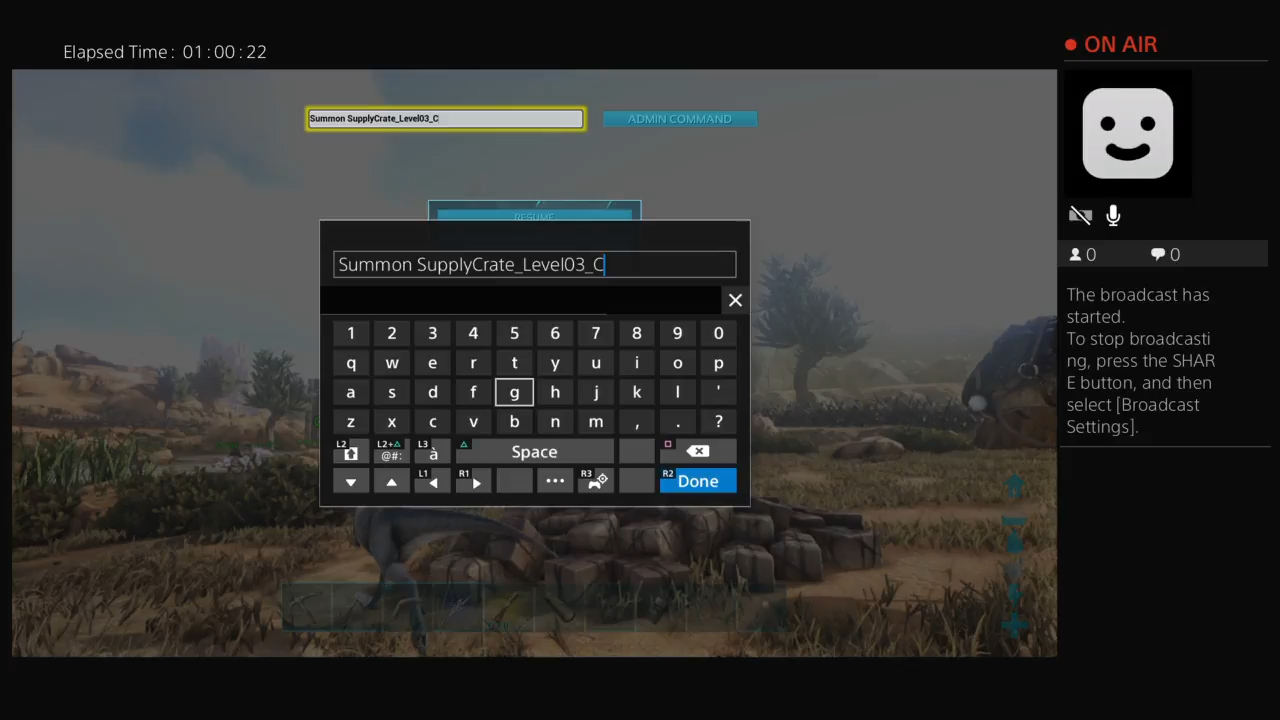 Elapsed Time: 01:00:22
ON AIR
Summon SupplyCrate_Level03_C
ADMIN COMMAND
RESUME
Summon SupplyCrate_Level03_C
1 2 3 4 5 6 7 8 9 0
q w e r t y u i o p
a s d f g h j k l '
z x c v b n m , . ?
L2 L2+△ @#: L3 à △ Space
L1 R1 ... R3 R2 Done
0 0
The broadcast has
started.
To stop broadcasti
ng, press the SHAR
E button, and then
select [Broadcast
Settings].